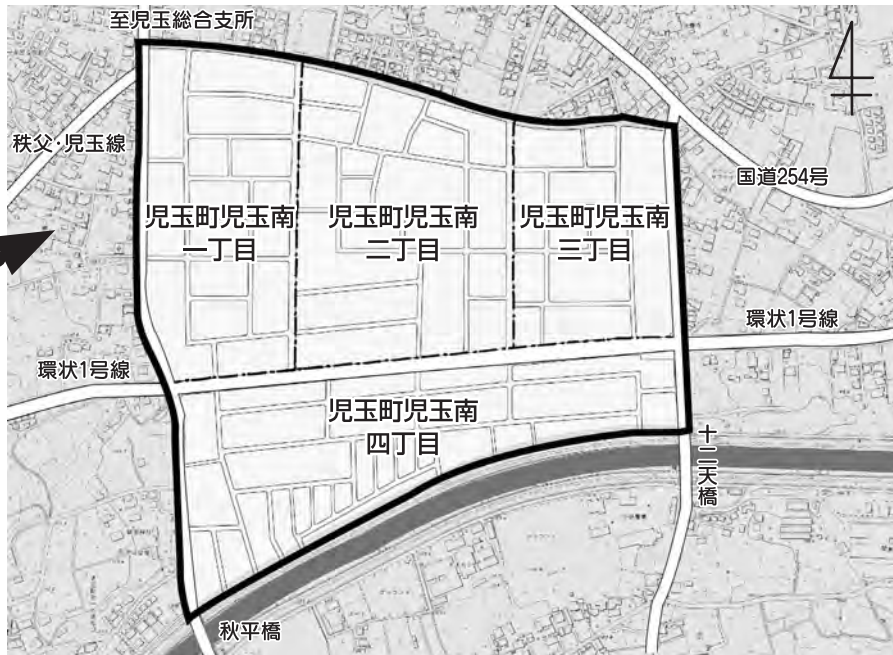 至児玉総合支所
秩父・児玉線
国道254号
児玉町児玉南
一丁目
児玉町児玉南
二丁目
児玉町児玉南
三丁目
環状1号線
環状1号線
児玉町児玉南
四丁目
十二天橋
秋平橋